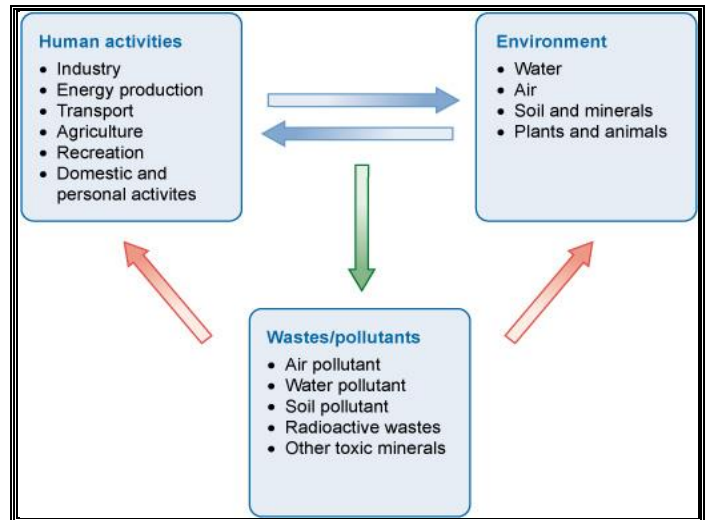 Human activities
• Industry
• Energy production
• Transport
• Agriculture
• Recreation
• Domestic and
personal activites
Environment
• Water
• Air
• Soil and minerals
• Plants and animals
Wastes/pollutants
• Air pollutant
• Water pollutant
• Soil pollutant
• Radioactive wastes
• Other toxic minerals